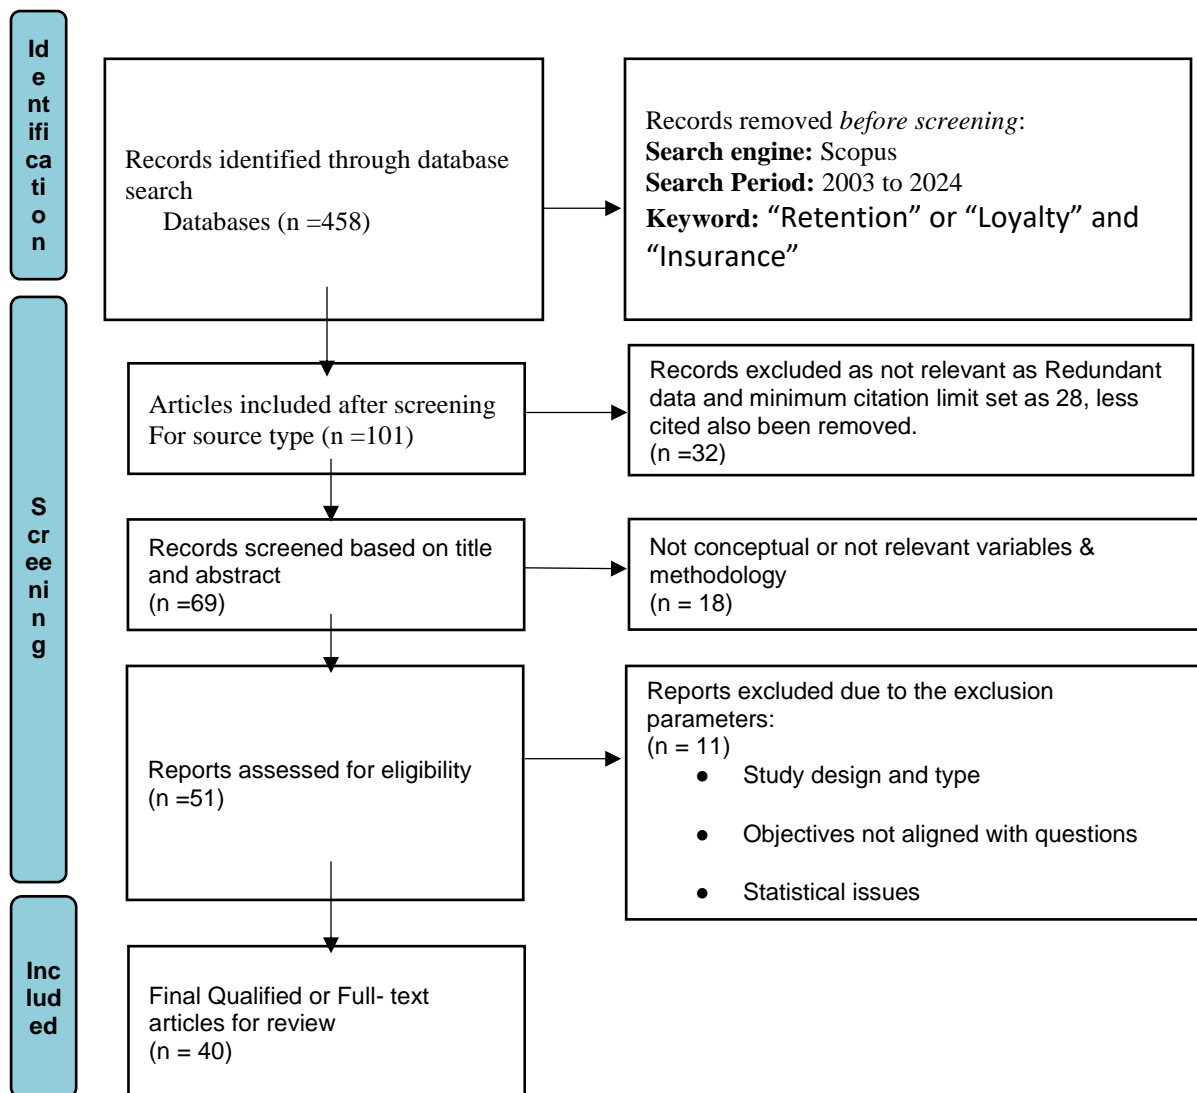 Id
e
nt
ifi
ca
ti
o
n
Records identified through database
search
Databases (n =458)
Records removed before screening:
Search engine: Scopus
Search Period: 2003 to 2024
Keyword: “Retention” or “Loyalty” and
“Insurance”
S
cr
ee
ni
n
g
Articles included after screening
For source type (n =101)
Records excluded as not relevant as Redundant
data and minimum citation limit set as 28, less
cited also been removed.
(n =32)
Records screened based on title
and abstract
(n =69)
Not conceptual or not relevant variables &
methodology
(n = 18)
Reports assessed for eligibility
(n =51)
Reports excluded due to the exclusion
parameters:
(n = 11)
● Study design and type
● Objectives not aligned with questions
● Statistical issues
Inc
lud
ed
Final Qualified or Full- text
articles for review
(n = 40)